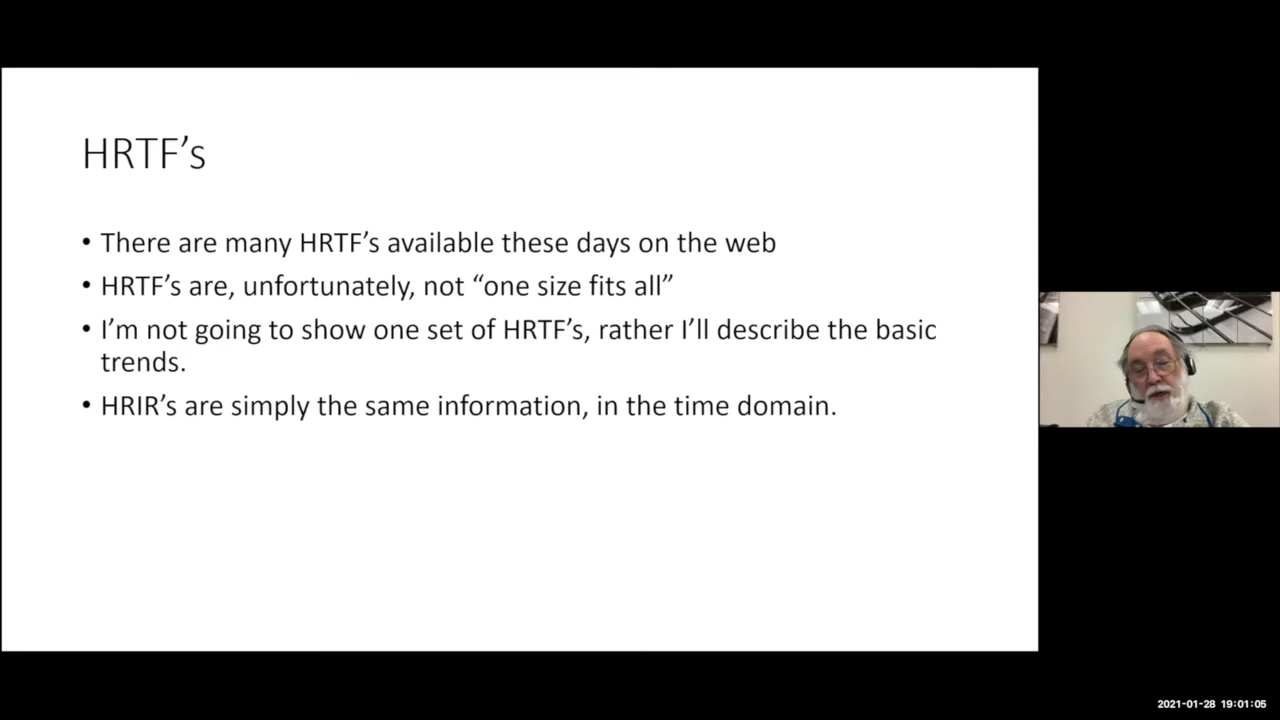 HRTF’s
• There are many HRTF’s available these days on the web
• HRTF’s are, unfortunately, not “one size fits all”
• I’m not going to show one set of HRTF’s, rather I’ll describe the basic
trends.
• HRIR’s are simply the same information, in the time domain.
2021-01-28 19:01:05